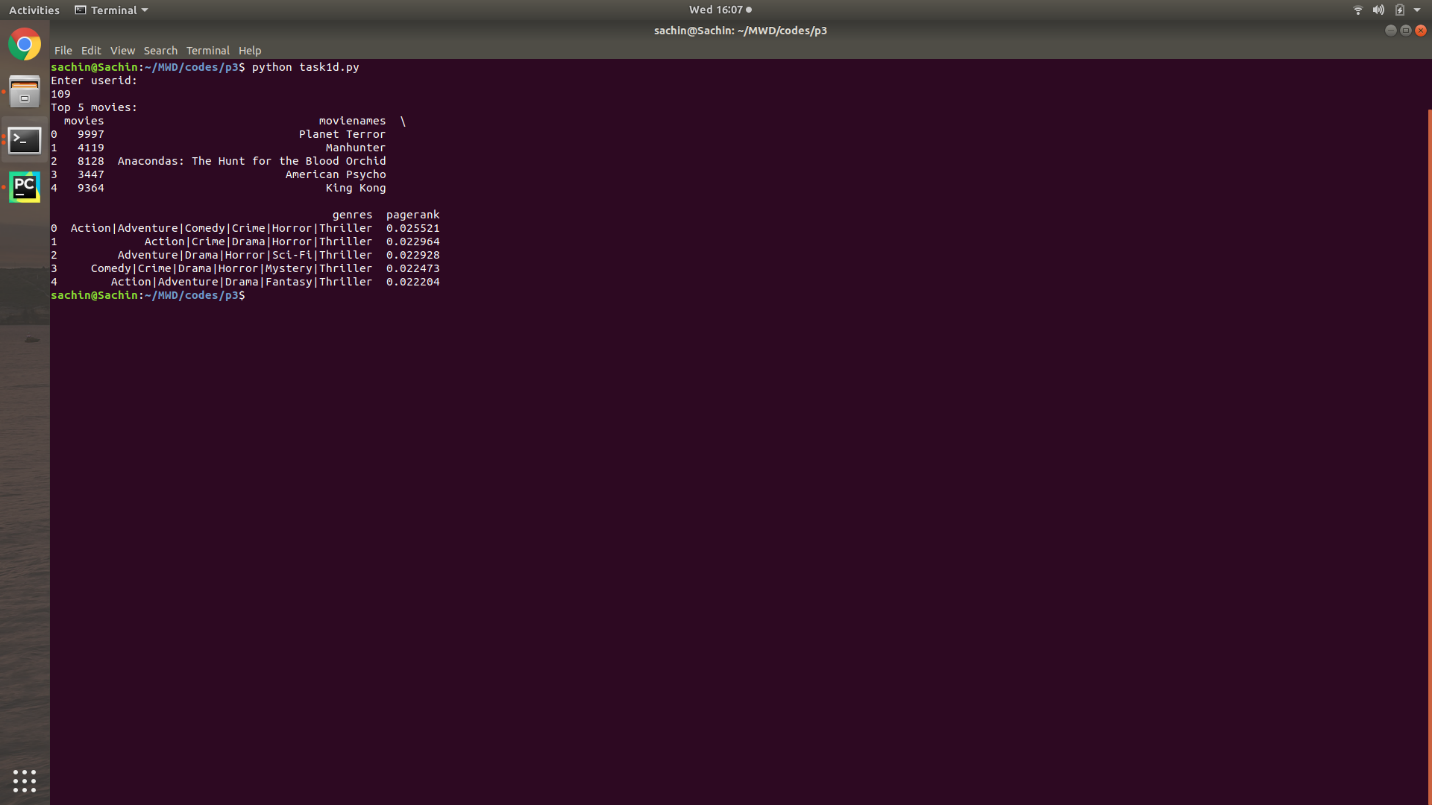 Activities Terminal Wed 16:07
sachin@Sachin: ~/MWD/codes/p3
File Edit View Search Terminal Help
sachin@Sachin:~/MWD/codes/p3$ python task1d.py
Enter userid:
109
Top 5 movies:
movies movienames \
0 9997 Planet Terror
1 4119 Manhunter
2 8128 Anacondas: The Hunt for the Blood Orchid
3 3447 American Psycho
4 9364 King Kong
genres pagerank
0 Action|Adventure|Comedy|Crime|Horror|Thriller 0.025521
1 Action|Crime|Drama|Horror|Thriller 0.022964
2 Adventure|Drama|Horror|Sci-Fi|Thriller 0.022928
3 Comedy|Crime|Drama|Horror|Mystery|Thriller 0.022473
4 Action|Adventure|Drama|Fantasy|Thriller 0.022204
sachin@Sachin:~/MWD/codes/p3$
PC